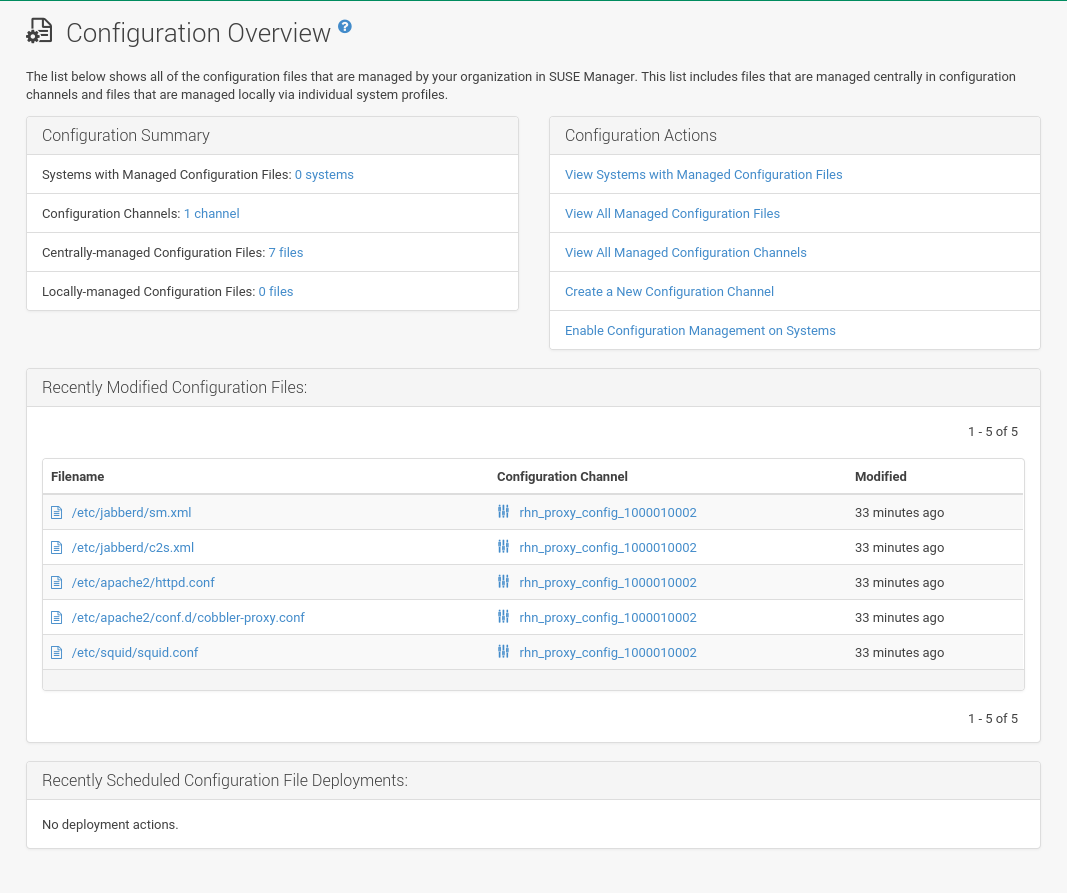 Configuration Overview ?
The list below shows all of the configuration files that are managed by your organization in SUSE Manager. This list includes files that are managed centrally in configuration
channels and files that are managed locally via individual system profiles.
Configuration Summary
Systems with Managed Configuration Files: 0 systems
Configuration Channels: 1 channel
Centrally-managed Configuration Files: 7 files
Locally-managed Configuration Files: 0 files
Configuration Actions
View Systems with Managed Configuration Files
View All Managed Configuration Files
View All Managed Configuration Channels
Create a New Configuration Channel
Enable Configuration Management on Systems
Recently Modified Configuration Files:
1 - 5 of 5
Filename Configuration Channel Modified
/etc/jabberd/sm.xml rhn_proxy_config_1000010002 33 minutes ago
/etc/jabberd/c2s.xml rhn_proxy_config_1000010002 33 minutes ago
/etc/apache2/httpd.conf rhn_proxy_config_1000010002 33 minutes ago
/etc/apache2/conf.d/cobbler-proxy.conf rhn_proxy_config_1000010002 33 minutes ago
/etc/squid/squid.conf rhn_proxy_config_1000010002 33 minutes ago
1 - 5 of 5
Recently Scheduled Configuration File Deployments:
No deployment actions.